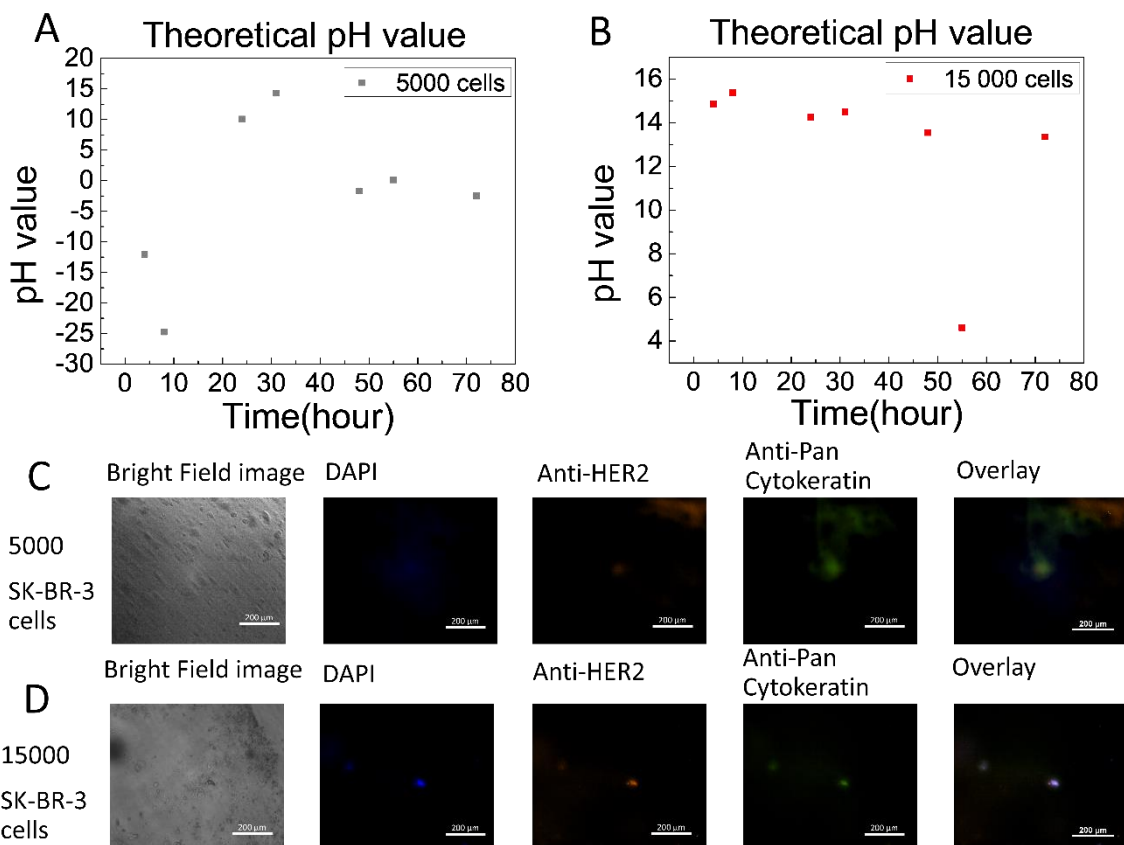 A
Theoretical pH value
5000 cells
20
15
10
5
0
-5
-10
-15
-20
-25
-30
pH value
0 10 20 30 40 50 60 70 80
Time(hour)
B
Theoretical pH value
15 000 cells
16
14
12
10
8
6
4
pH value
0 10 20 30 40 50 60 70 80
Time(hour)
C
Bright Field image
DAPI
Anti-HER2
Anti-Pan
Cytokeratin
Overlay
5000
SK-BR-3
cells
200 µm
200 µm
200 µm
200 µm
200 µm
D
Bright Field image
DAPI
Anti-HER2
Anti-Pan
Cytokeratin
Overlay
15000
SK-BR-3
cells
200 µm
200 µm
200 µm
200 µm
200 µm